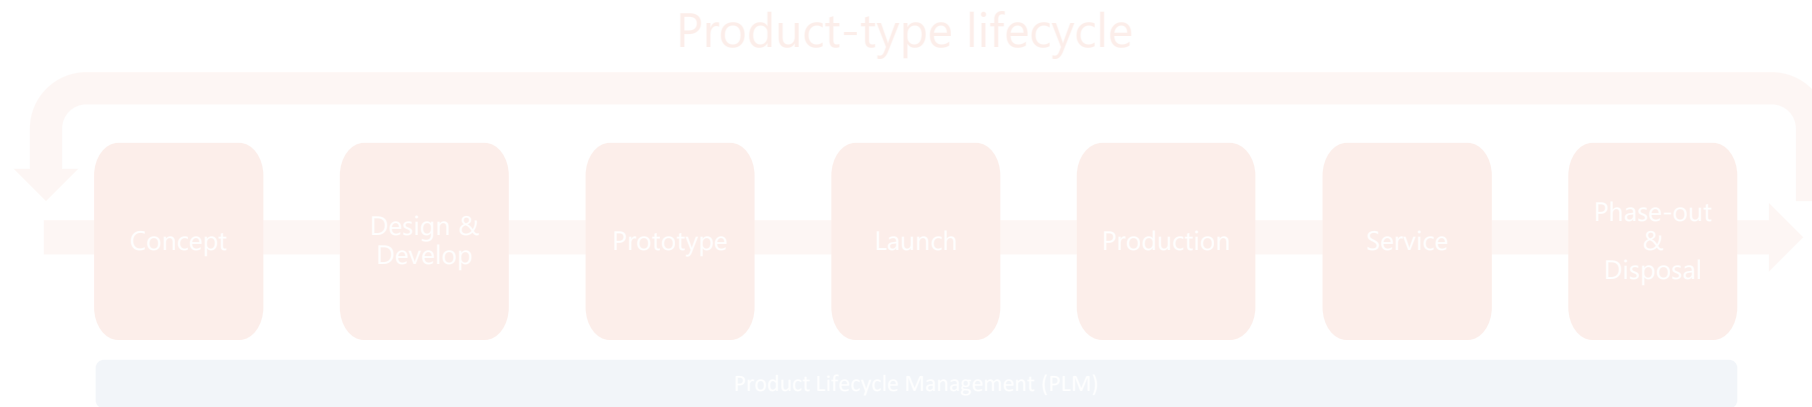 Product-type lifecycle
Concept
Design &
Develop
Prototype
Launch
Production
Service
Phase-out
&
Disposal
Product Lifecycle Management (PLM)